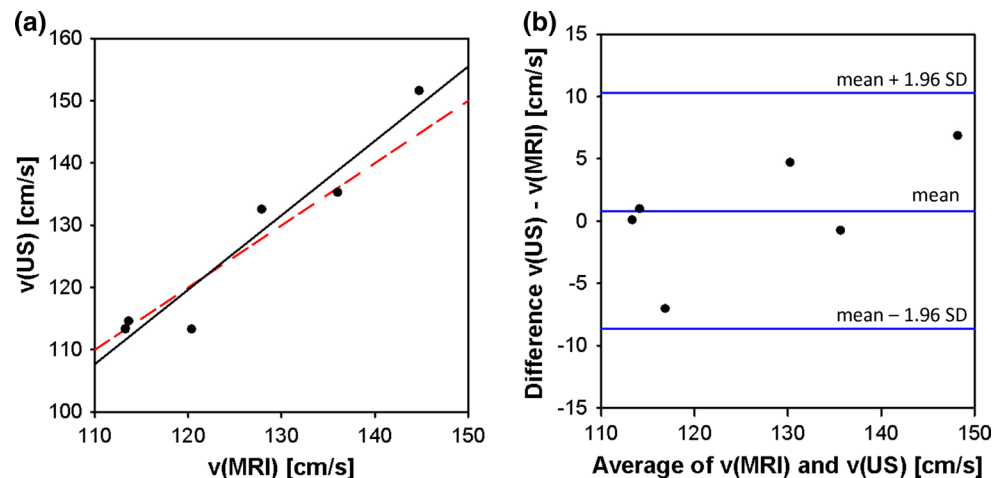 (a)
160
150
140
130
120
110
100
v(US) [cm/s]
110 120 130 140 150
v(MRI) [cm/s]
(b)
15
10
5
0
-5
-10
-15
Difference v(US) - v(MRI) [cm/s]
mean + 1.96 SD
mean
mean – 1.96 SD
110 120 130 140 150
Average of v(MRI) and v(US) [cm/s]